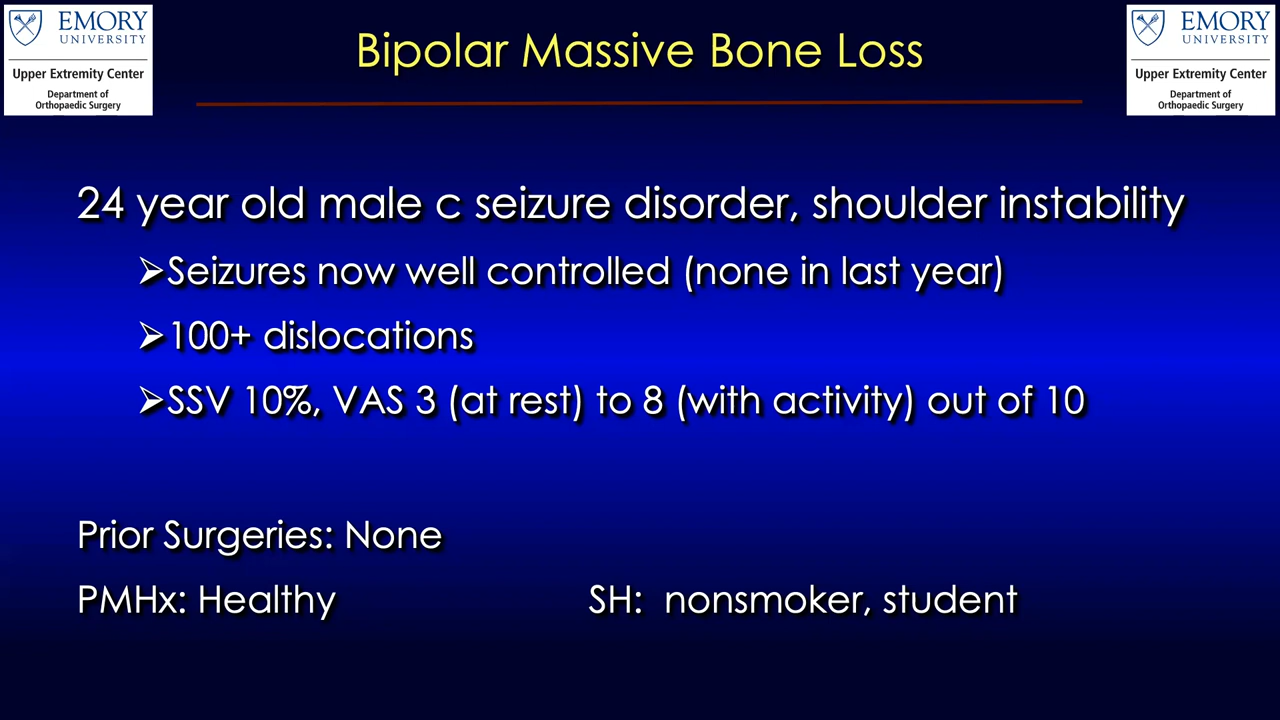 EMORY
UNIVERSITY
Upper Extremity Center
Department of
Orthopaedic Surgery
Bipolar Massive Bone Loss
EMORY
UNIVERSITY
Upper Extremity Center
Department of
Orthopaedic Surgery
24 year old male c seizure disorder, shoulder instability
➢Seizures now well controlled (none in last year)
➢100+ dislocations
➢SSV 10%, VAS 3 (at rest) to 8 (with activity) out of 10
Prior Surgeries: None
PMHx: Healthy SH: nonsmoker, student